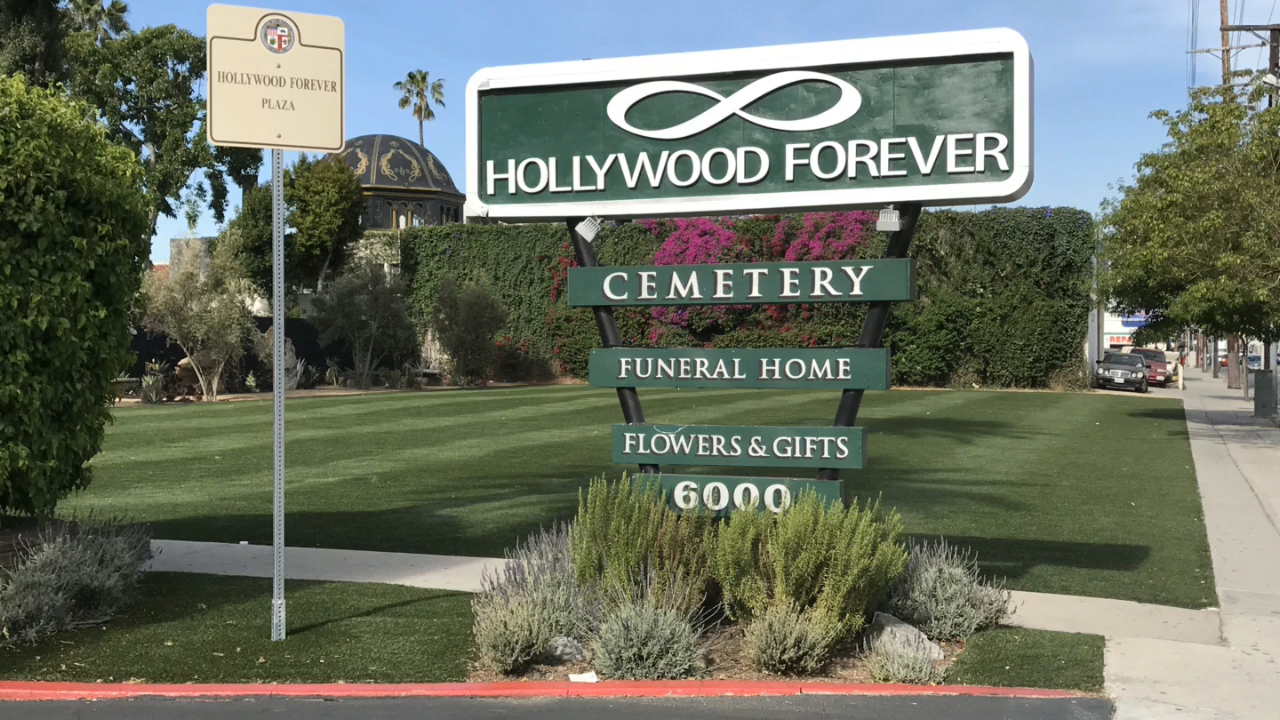 HOLLYWOOD FOREVER
PLAZA
HOLLYWOOD FOREVER
CEMETERY
FUNERAL HOME
FLOWERS & GIFTS
6000